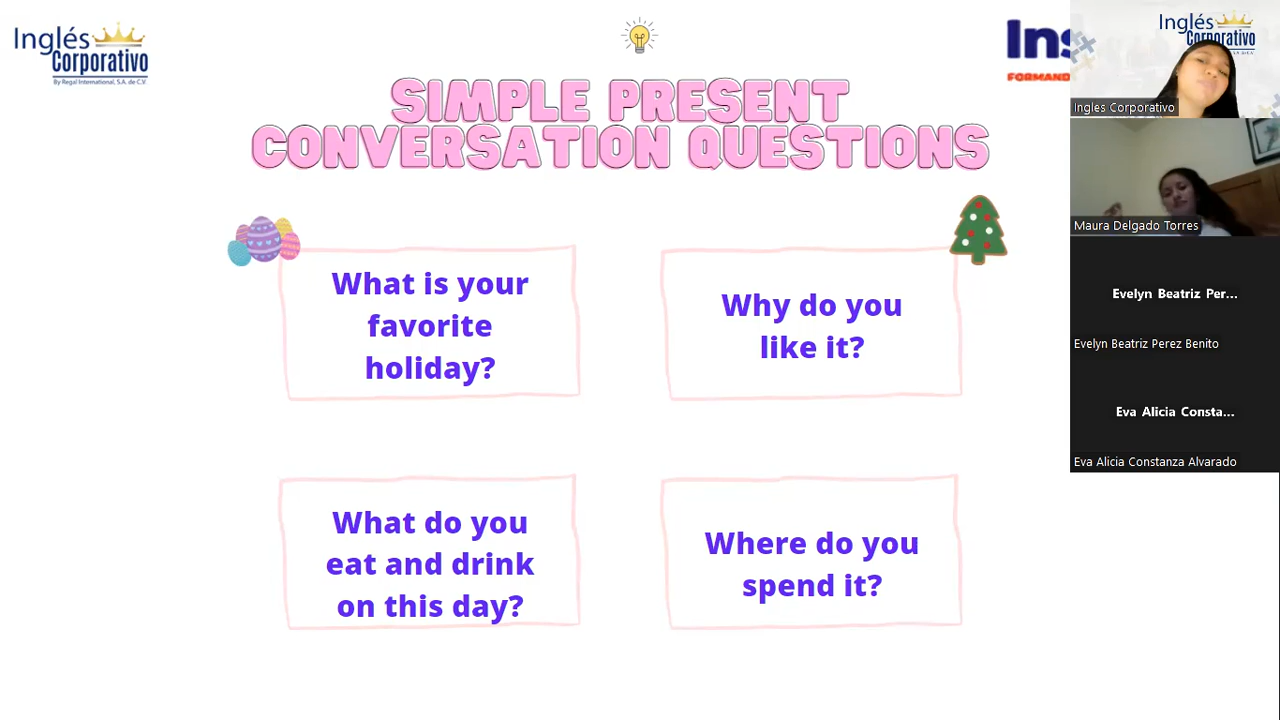 Inglés
Corporativo
By Regal International, S.A. de C.V.
SIMPLE PRESENT
CONVERSATION QUESTIONS
What is your
favorite
holiday?
Why do you
like it?
What do you
eat and drink
on this day?
Where do you
spend it?
Ins
FORMAND
Inglés
Corporativo
Ingles Corporativo
Maura Delgado Torres
Evelyn Beatriz Per...
Evelyn Beatriz Perez Benito
Eva Alicia Consta...
Eva Alicia Constanza Alvarado